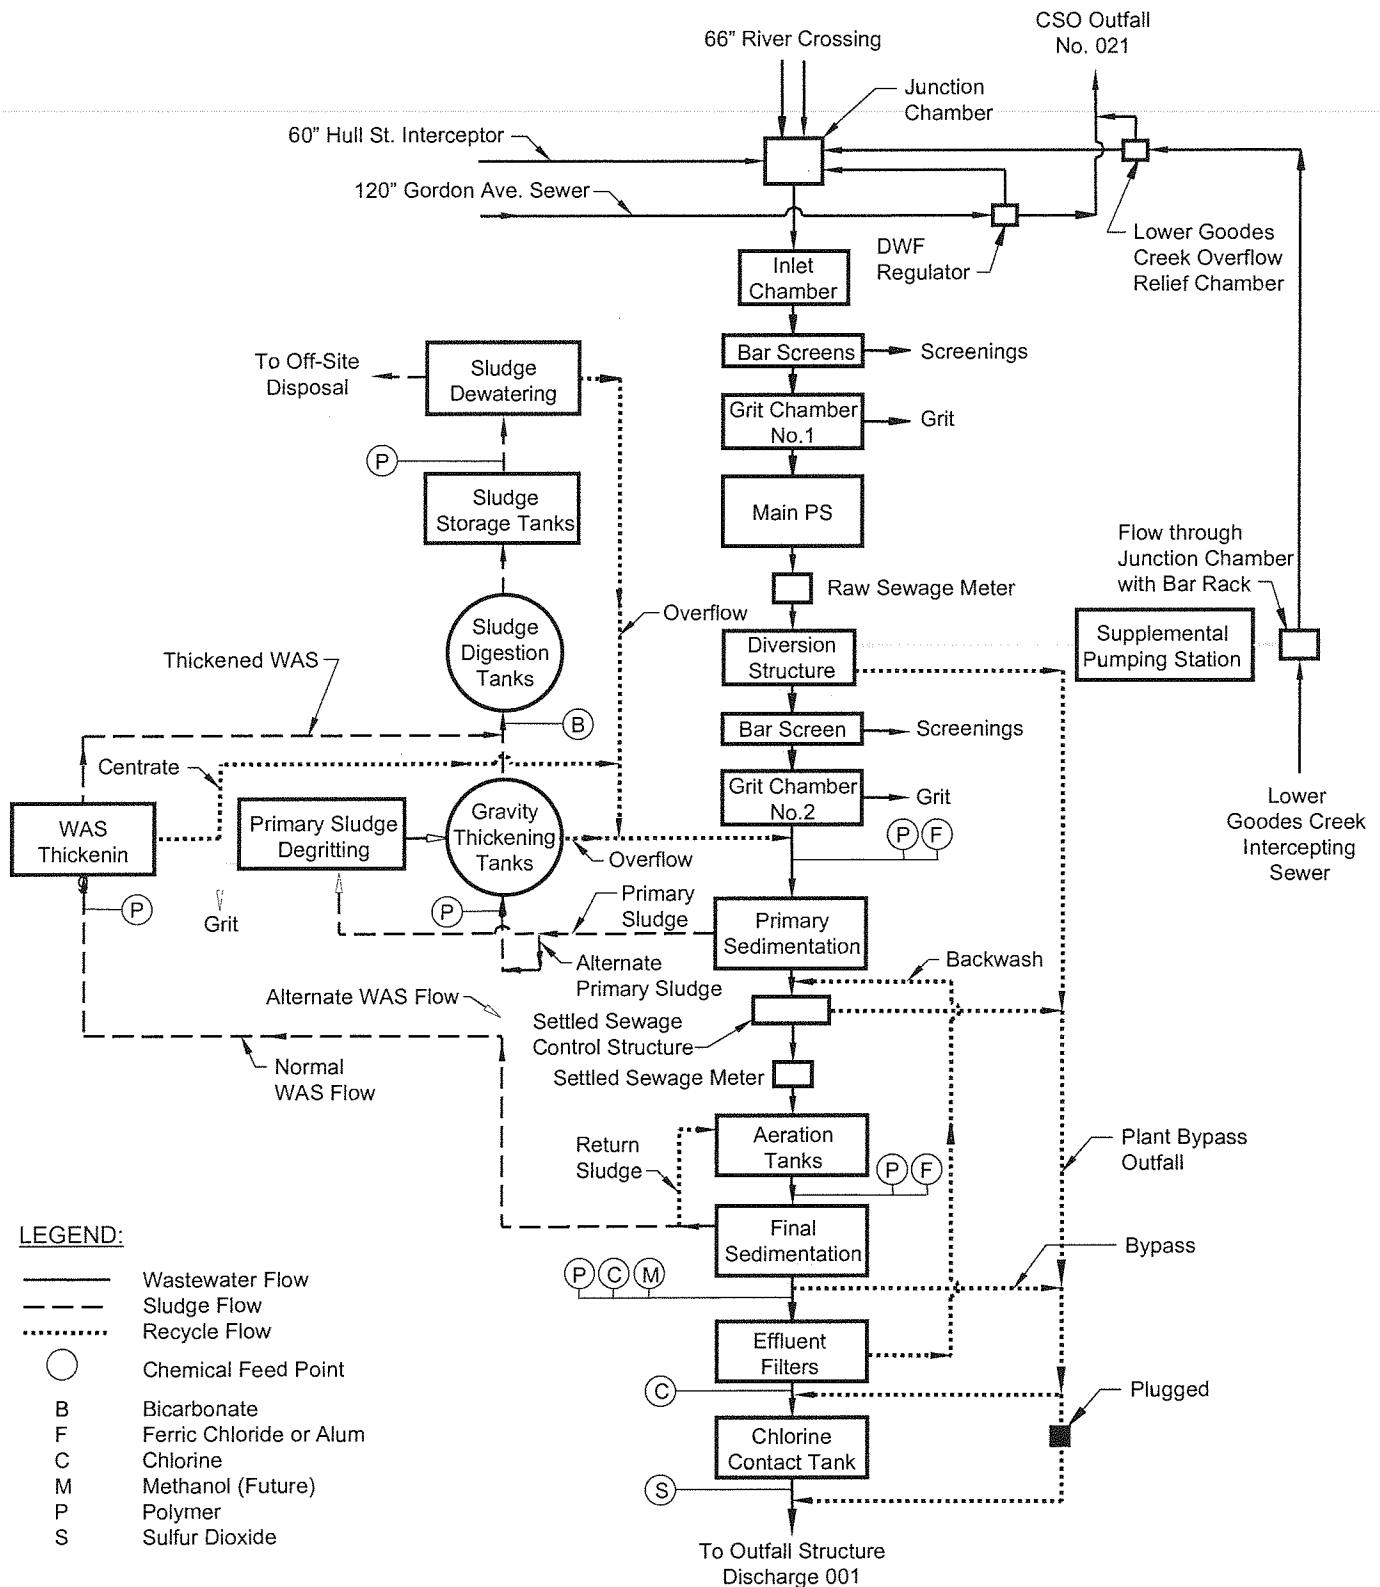 CSO Outfall
No. 021
66" River Crossing
Junction
Chamber
60" Hull St. Interceptor
120" Gordon Ave. Sewer
DWF
Regulator
Lower Goodes
Creek Overflow
Relief Chamber
Inlet
Chamber
Bar Screens
Screenings
To Off-Site
Disposal
Sludge
Dewatering
Grit Chamber
No.1
Grit
P
Sludge
Storage Tanks
Main PS
Flow through
Junction Chamber
with Bar Rack
Raw Sewage Meter
Overflow
Sludge
Digestion
Tanks
Diversion
Structure
Supplemental
Pumping Station
Thickened WAS
B
Bar Screen
Screenings
Centrate
Grit Chamber
No.2
Grit
WAS
Thickenin
Primary Sludge
Degritting
Gravity
Thickening
Tanks
Overflow
P
F
Lower
Goodes Creek
Intercepting
Sewer
P
Grit
P
Primary
Sludge
Primary
Sedimentation
Alternate
Primary Sludge
Backwash
Alternate WAS Flow
Settled Sewage
Control Structure
Normal
WAS Flow
Settled Sewage Meter
Return
Sludge
Aeration
Tanks
P
F
Plant Bypass
Outfall
Final
Sedimentation
Bypass
P
C
M
Effluent
Filters
C
Plugged
Chlorine
Contact Tank
S
To Outfall Structure
Discharge 001
LEGEND:
Wastewater Flow
Sludge Flow
Recycle Flow
Chemical Feed Point
B Bicarbonate
F Ferric Chloride or Alum
C Chlorine
M Methanol (Future)
P Polymer
S Sulfur Dioxide